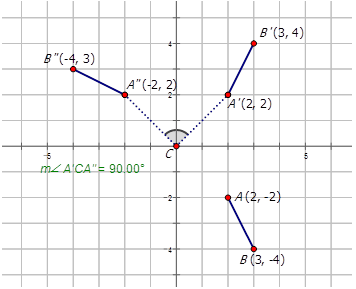 B'(3, 4)
4
B"(-4, 3)
A"(-2, 2)
2
A'(2, 2)
C
-5
5
m∠A'CA" = 90.00°
-2
A (2, -2)
-4
B (3, -4)